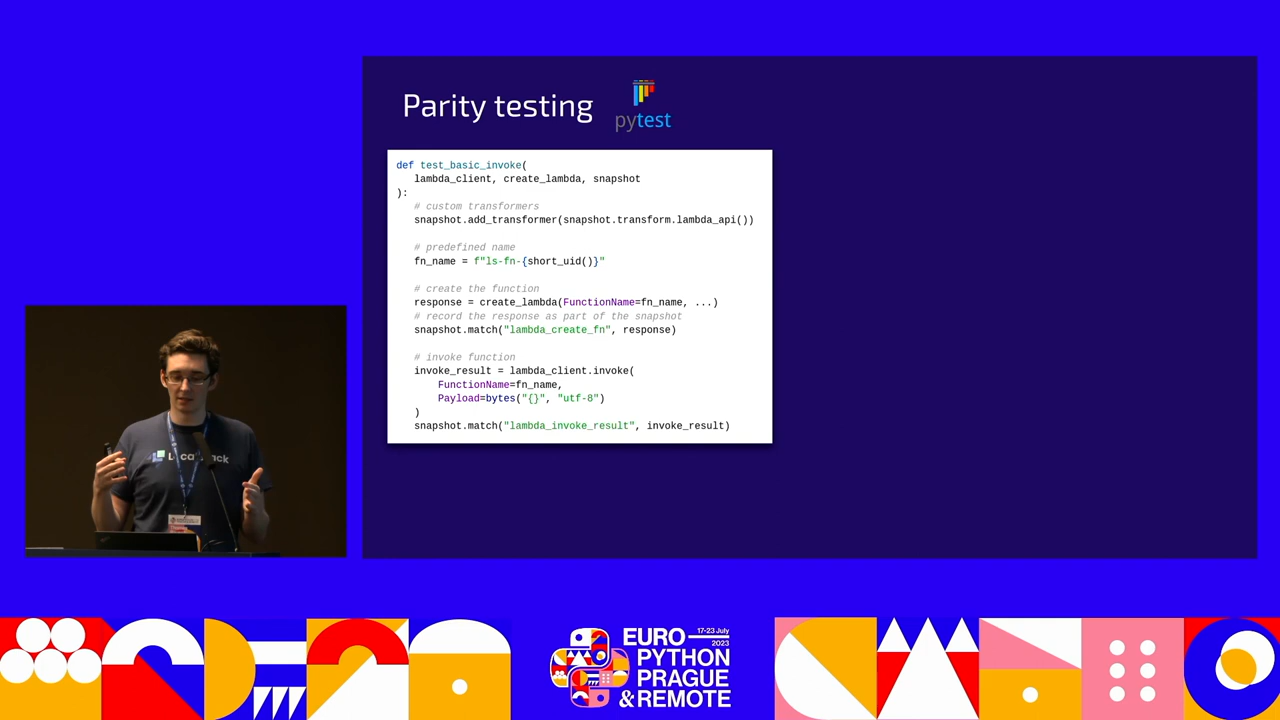 Parity testing
pytest
def test_basic_invoke(
lambda_client, create_lambda, snapshot
):
# custom transformers
snapshot.add_transformer(snapshot.transform.lambda_api())
# predefined name
fn_name = f"ls-fn-{short_uid()}"
# create the function
response = create_lambda(FunctionName=fn_name, ...)
# record the response as part of the snapshot
snapshot.match("lambda_create_fn", response)
# invoke function
invoke_result = lambda_client.invoke(
FunctionName=fn_name,
Payload=bytes("{}", "utf-8")
)
snapshot.match("lambda_invoke_result", invoke_result)
EURO
17-23 July
2023
PYTHON
PRAGUE
& REMOTE